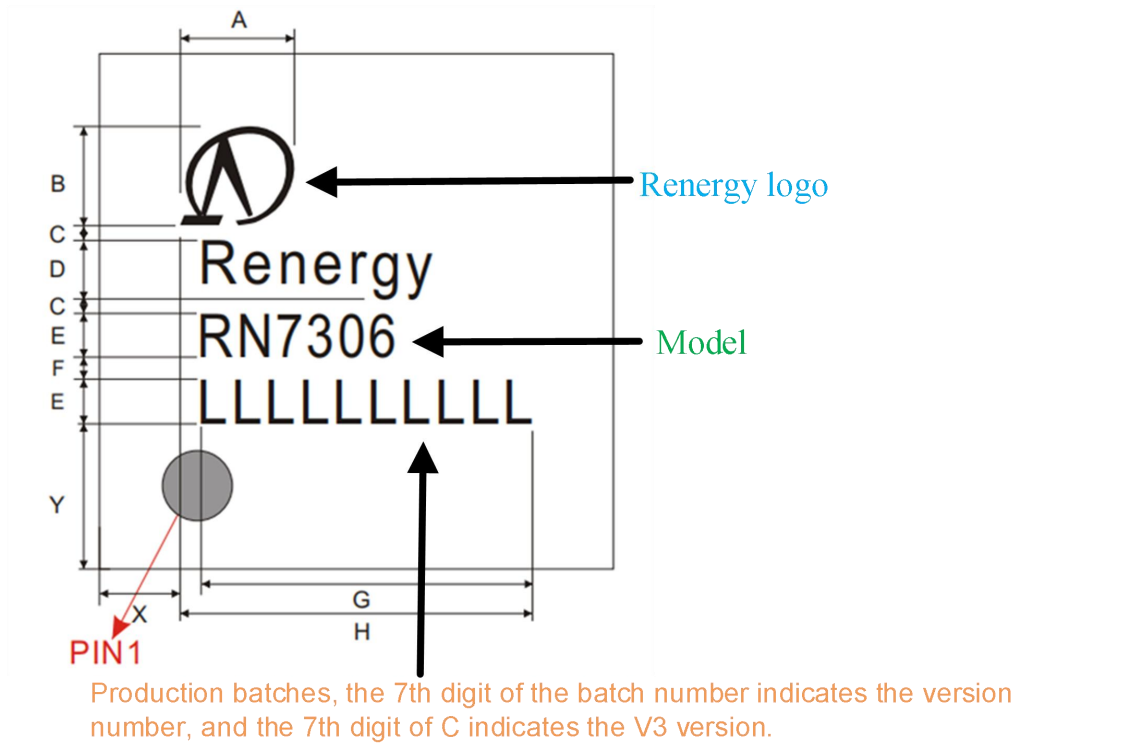 A
B
Renergy logo
C
D
Renergy
C
E
RN7306
Model
F
E
LLLLLLLLLL
Y
G
X
H
PIN1
Production batches, the 7th digit of the batch number indicates the version
number, and the 7th digit of C indicates the V3 version.